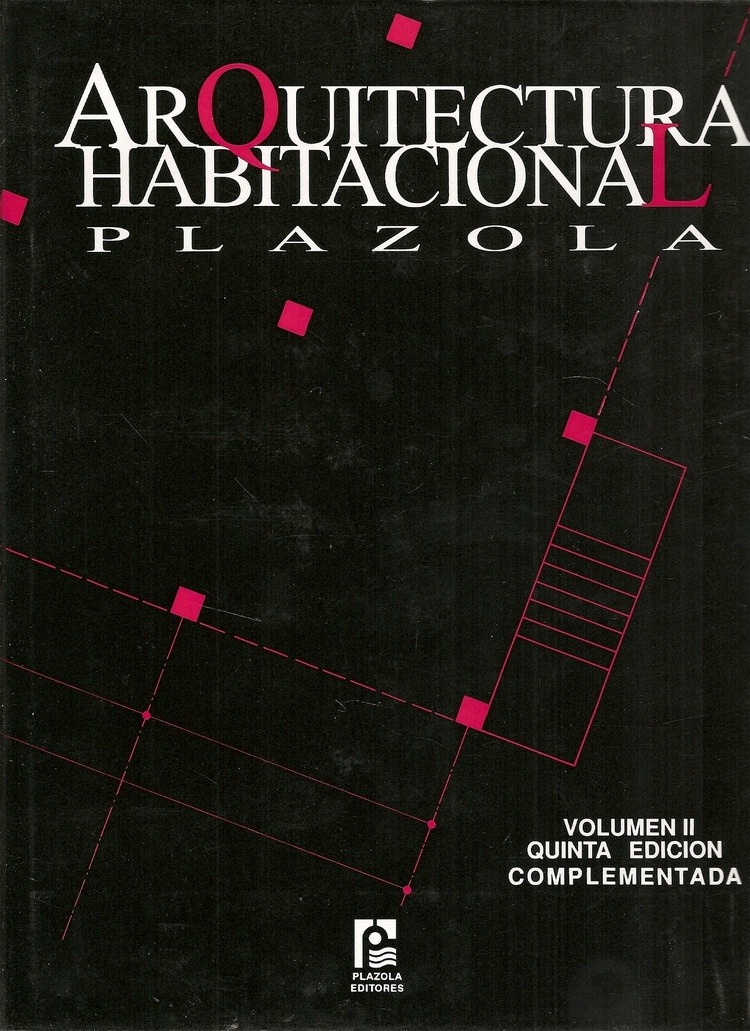 ARQUITECTURA
HABITACIONAL
PLAZOLA
VOLUMEN II
QUINTA EDICION
COMPLEMENTADA
PLAZOLA
EDITORES